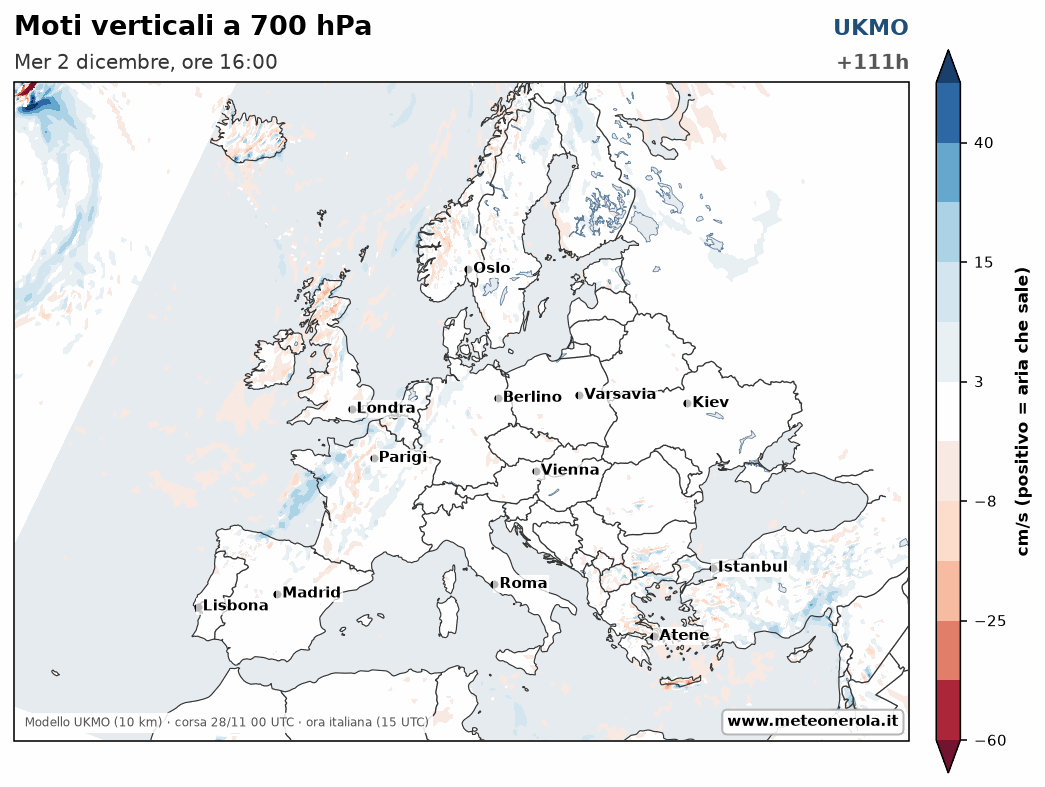 Moti verticali a 700 hPa
UKMO
Mer 2 dicembre, ore 16:00
+111h
40
15
3
−8
−25
−60
cm/s (positivo = aria che sale)
Oslo
Londra
Berlino
Varsavia
Kiev
Parigi
Vienna
Istanbul
Roma
Madrid
Lisbona
Atene
Modello UKMO (10 km) · corsa 28/11 00 UTC · ora italiana (15 UTC)
www.meteonerola.it